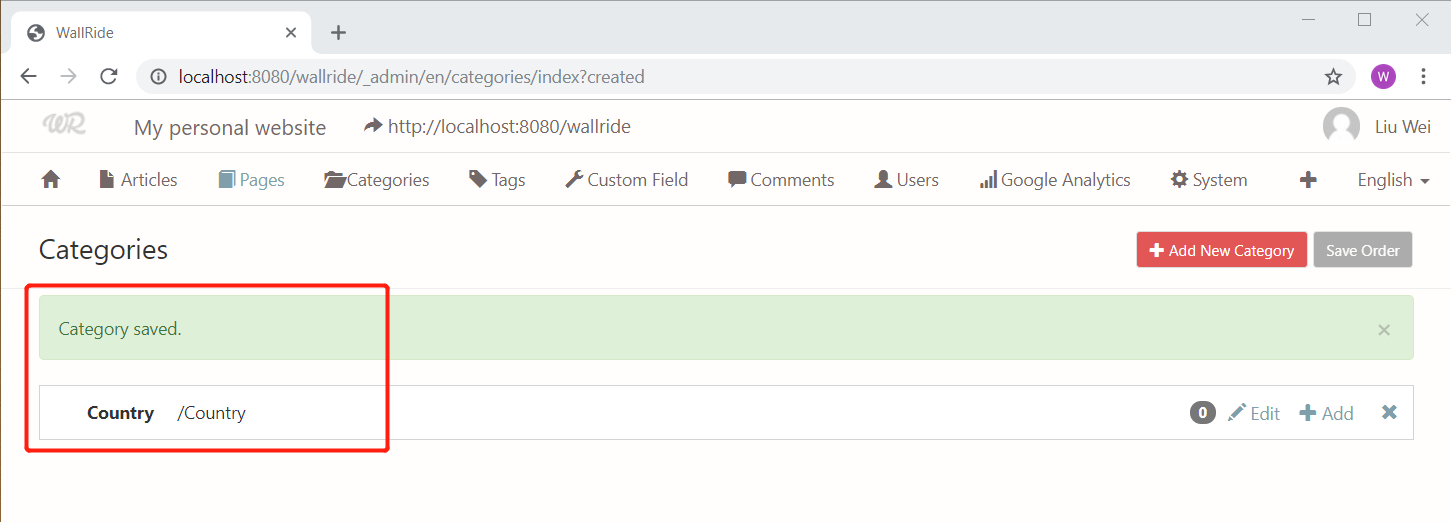 WallRide
localhost:8080/wallride/_admin/en/categories/index?created
W
WR My personal website http://localhost:8080/wallride Liu Wei
Articles Pages Categories Tags Custom Field Comments Users Google Analytics System English
Categories Add New Category Save Order
Category saved.
Country /Country 0 Edit Add